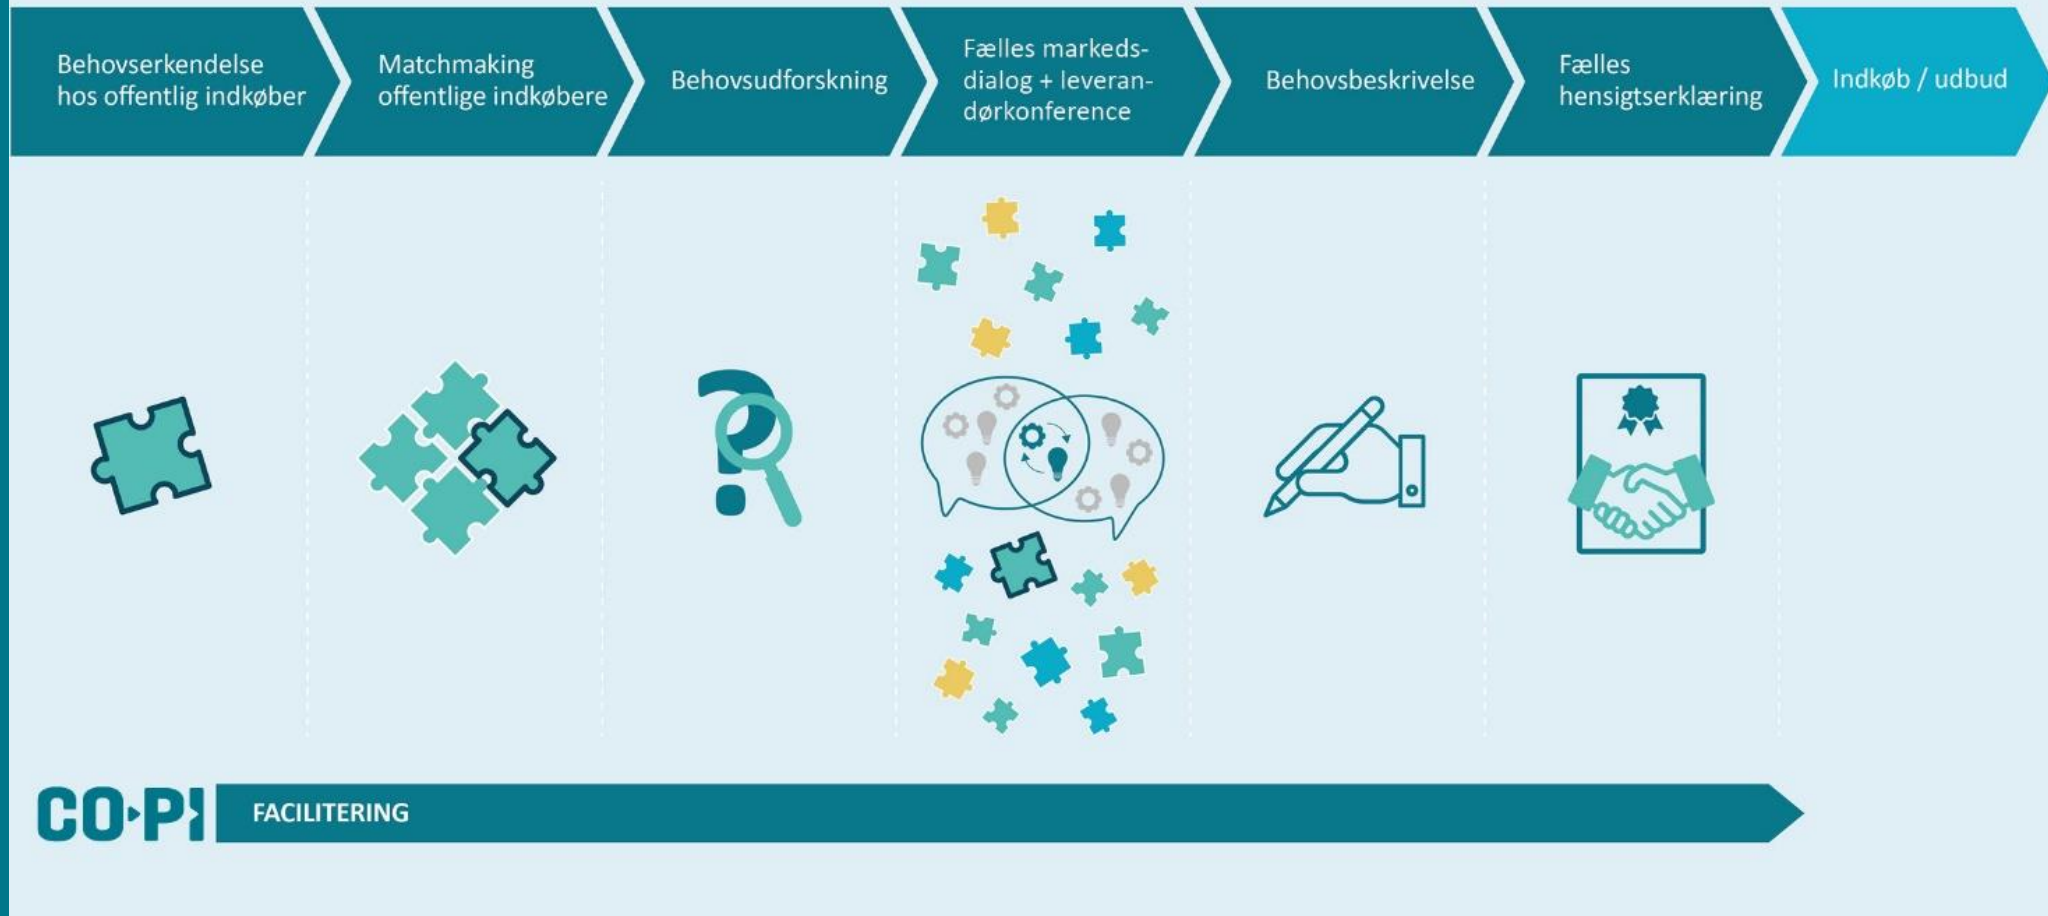 Behovserkendelse
hos offentlig indkøber
Matchmaking
offentlige indkøbere
Behovsudforskning
Fælles markeds-
dialog + leveran-
dørkonference
Behovsbeskrivelse
Fælles
hensigtserklæring
Indkøb / udbud
CO-PI
FACILITERING